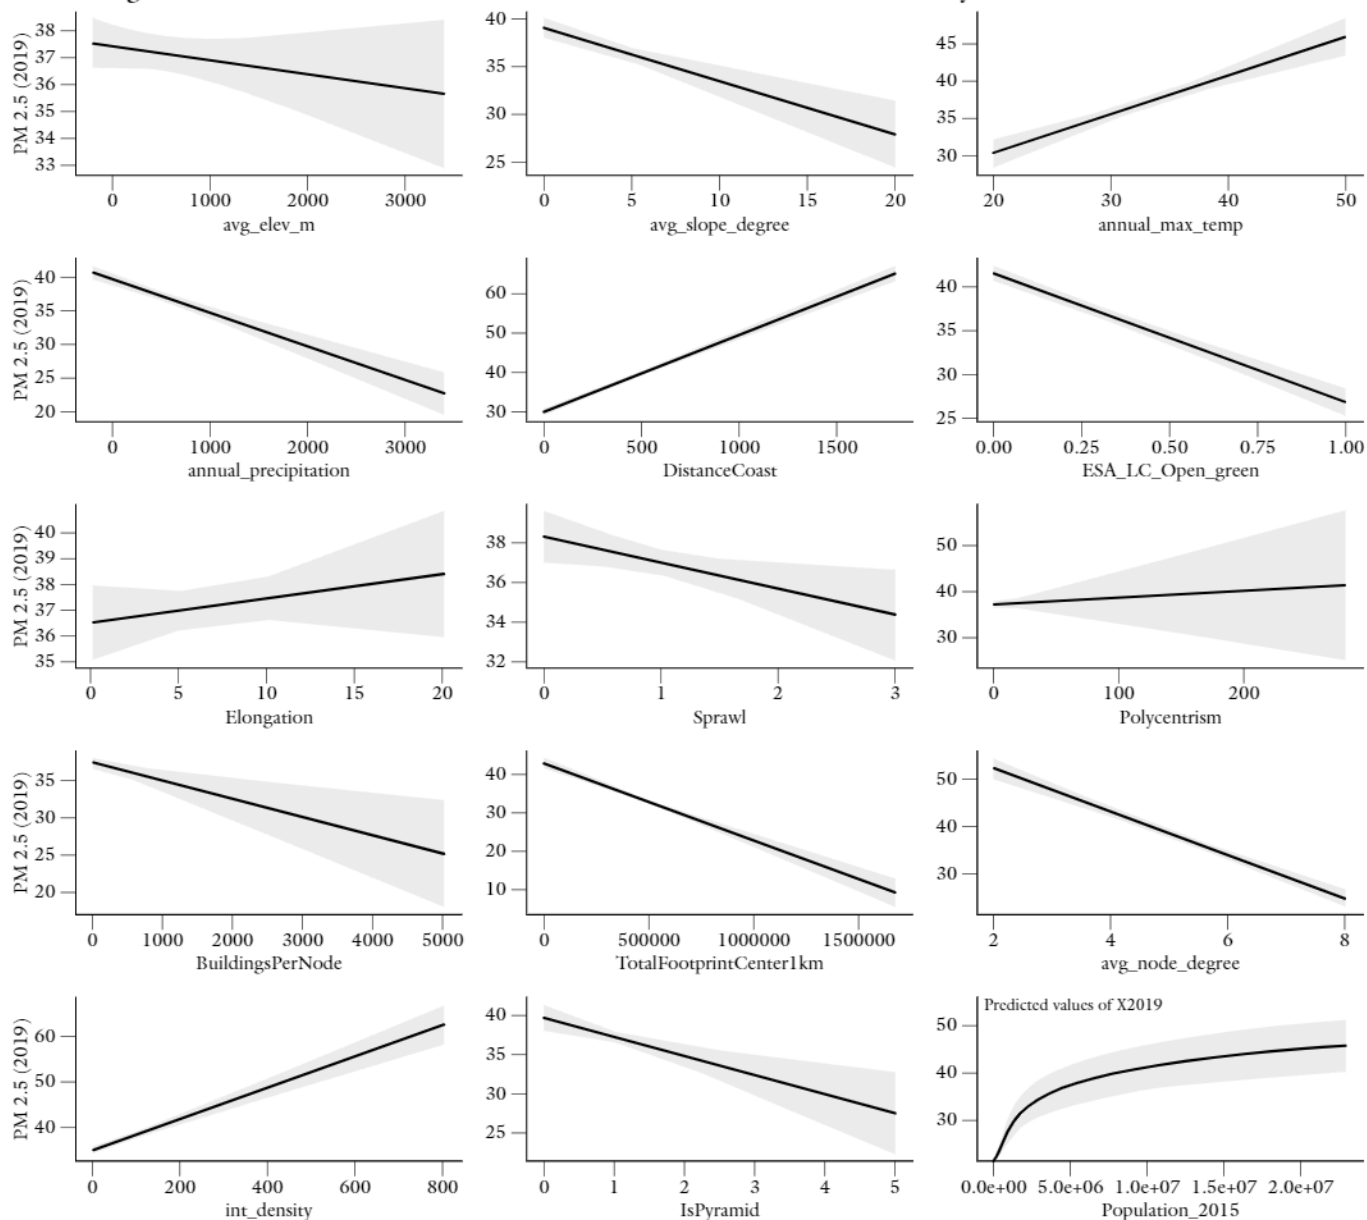 38
37
36
35
34
33
PM 2.5 (2019)
0 1000 2000 3000
avg_elev_m
40
35
30
25
0 5 10 15 20
avg_slope_degree
45
40
35
30
20 30 40 50
annual_max_temp
40
35
30
25
20
PM 2.5 (2019)
0 1000 2000 3000
annual_precipitation
60
50
40
30
0 500 1000 1500
DistanceCoast
40
35
30
25
0.00 0.25 0.50 0.75 1.00
ESA_LC_Open_green
40
39
38
37
36
35
PM 2.5 (2019)
0 5 10 15 20
Elongation
38
36
34
32
0 1 2 3
Sprawl
50
40
30
0 100 200
Polycentrism
35
30
25
20
PM 2.5 (2019)
0 1000 2000 3000 4000 5000
BuildingsPerNode
40
30
20
10
0 500000 1000000 1500000
TotalFootprintCenter1km
50
40
30
2 4 6 8
avg_node_degree
60
50
40
PM 2.5 (2019)
0 200 400 600 800
int_density
40
35
30
25
0 1 2 3 4 5
IsPyramid
Predicted values of X2019
50
40
30
0.0e+00 5.0e+06 1.0e+07 1.5e+07 2.0e+07
Population_2015